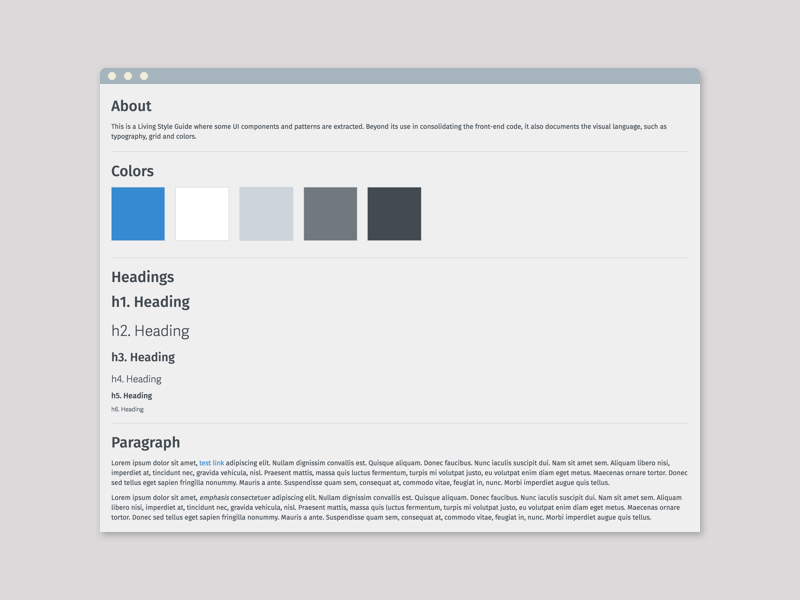 About
This is a Living Style Guide where some UI components and patterns are extracted. Beyond its use in consolidating the front-end code, it also documents the visual language, such as
typography, grid and colors.
Colors
Headings
h1. Heading
h2. Heading
h3. Heading
h4. Heading
h5. Heading
h6. Heading
Paragraph
Lorem ipsum dolor sit amet, test link adipiscing elit. Nullam dignissim convallis est. Quisque aliquam. Donec faucibus. Nunc iaculis suscipit dui. Nam sit amet sem. Aliquam libero nisi,
imperdiet at, tincidunt nec, gravida vehicula, nisl. Praesent mattis, massa quis luctus fermentum, turpis mi volutpat justo, eu volutpat enim diam eget metus. Maecenas ornare tortor. Donec
sed tellus eget sapien fringilla nonummy. Mauris a ante. Suspendisse quam sem, consequat at, commodo vitae, feugiat in, nunc. Morbi imperdiet augue quis tellus.
Lorem ipsum dolor sit amet, emphasis consectetuer adipiscing elit. Nullam dignissim convallis est. Quisque aliquam. Donec faucibus. Nunc iaculis suscipit dui. Nam sit amet sem. Aliquam
libero nisi, imperdiet at, tincidunt nec, gravida vehicula, nisl. Praesent mattis, massa quis luctus fermentum, turpis mi volutpat justo, eu volutpat enim diam eget metus. Maecenas ornare
tortor. Donec sed tellus eget sapien fringilla nonummy. Mauris a ante. Suspendisse quam sem, consequat at, commodo vitae, feugiat in, nunc. Morbi imperdiet augue quis tellus.